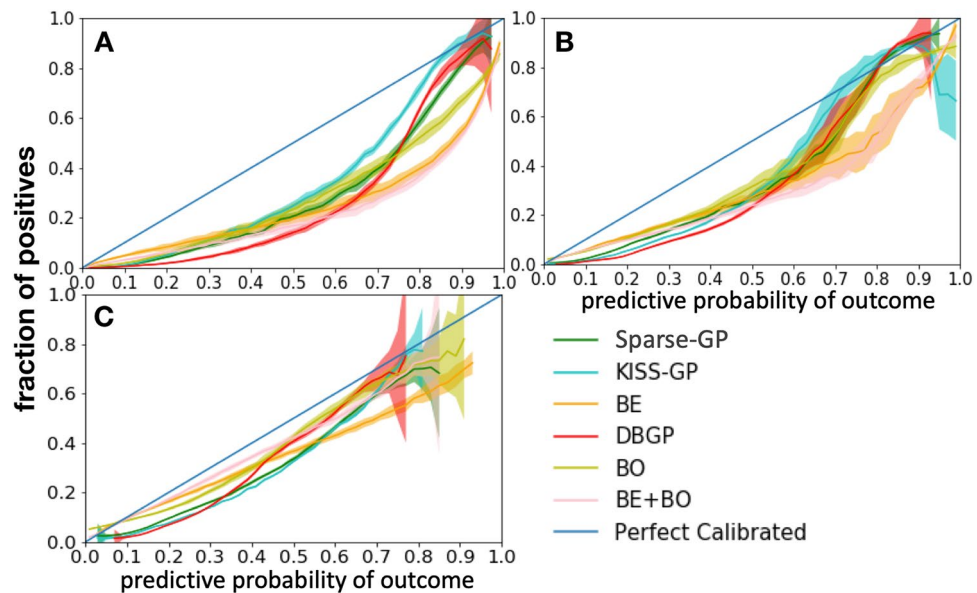 A
1.0
0.8
0.6
0.4
0.2
0.0
0.0 0.1 0.2 0.3 0.4 0.5 0.6 0.7 0.8 0.9 1.0
B
1.0
0.8
0.6
0.4
0.2
0.0
0.0 0.1 0.2 0.3 0.4 0.5 0.6 0.7 0.8 0.9 1.0
predictive probability of outcome
fraction of positives
C
1.0
0.8
0.6
0.4
0.2
0.0
0.0 0.1 0.2 0.3 0.4 0.5 0.6 0.7 0.8 0.9 1.0
predictive probability of outcome
Sparse-GP
KISS-GP
BE
DBGP
BO
BE+BO
Perfect Calibrated